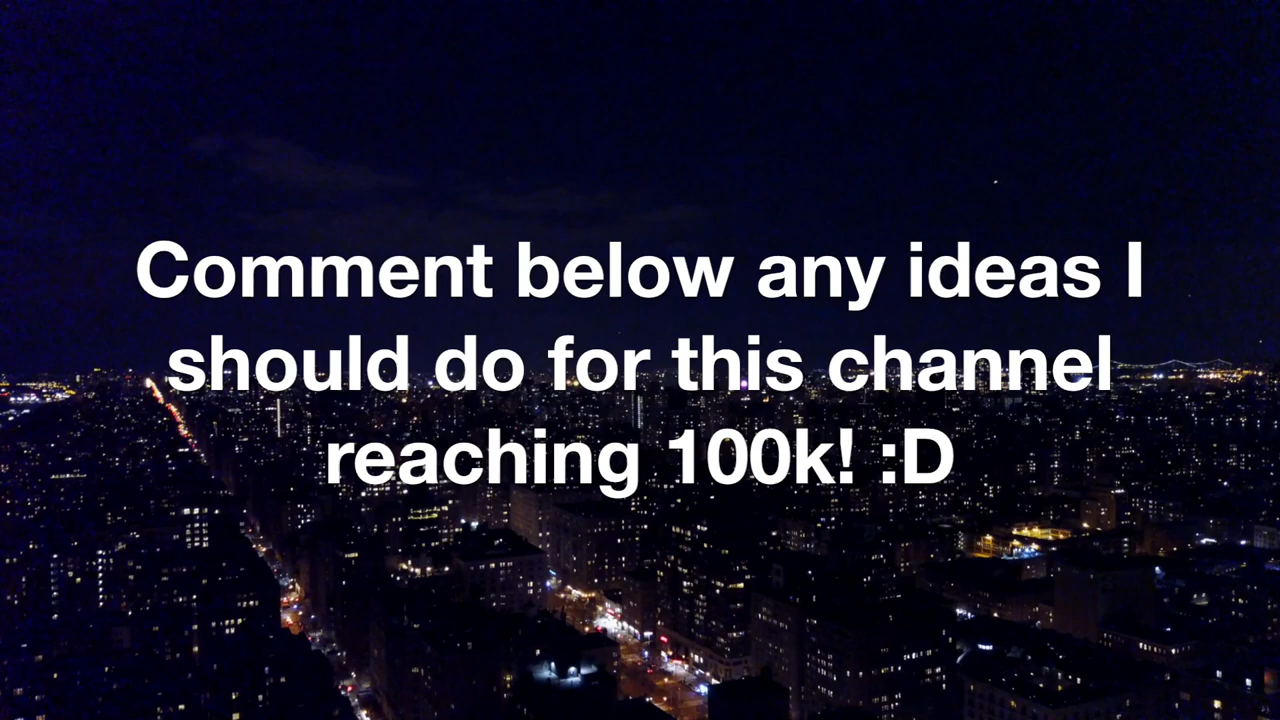 Comment below any ideas I
should do for this channel
reaching 100k! :D